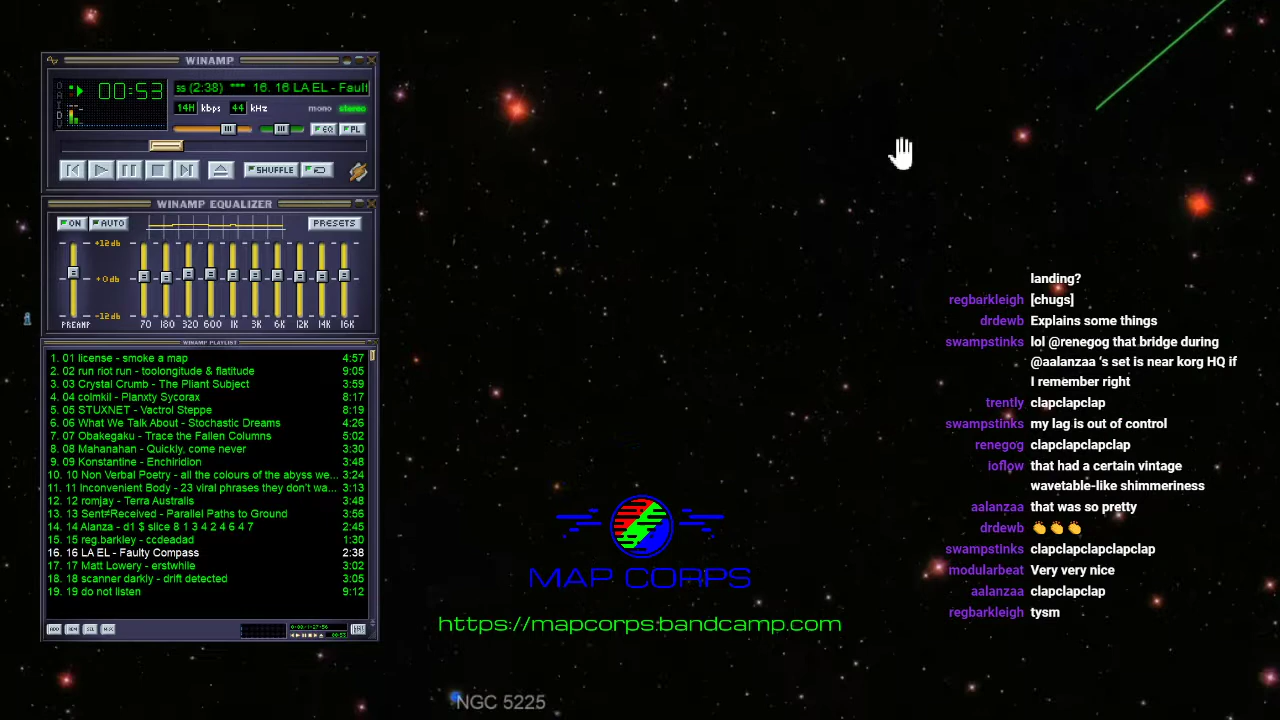 WINAMP
00:53
ss (2:38) *** 16. 16 LA EL - Fault
14H kbps 44 kHz mono stereo
EQ PL
SHUFFLE
WINAMP EQUALIZER
ON AUTO PRESETS
+12 db
+0 db
-12 db
PREAMP 70 180 320 600 1K 3K 6K 12K 14K 16K
WINAMP PLAYLIST
1. 01 license - smoke a map 4:57
2. 02 run riot run - toolongitude & flatitude 9:05
3. 03 Crystal Crumb - The Pliant Subject 3:59
4. 04 colmkil - Planxty Sycorax 8:17
5. 05 STUXNET - Vactrol Steppe 8:19
6. 06 What We Talk About - Stochastic Dreams 4:26
7. 07 Obakegaku - Trace the Fallen Columns 5:02
8. 08 Mahanahan - Quickly, come never 3:30
9. 09 Konstantine - Enchiridion 3:48
10. 10 Non Verbal Poetry - all the colours of the abyss we... 3:24
11. 11 Inconvenient Body - 23 viral phrases they don't wa... 3:13
12. 12 romjay - Terra Australis 3:48
13. 13 Sent≠Received - Parallel Paths to Ground 3:56
14. 14 Alanza - d1 $ slice 8 1 3 4 2 4 6 4 7 2:45
15. 15 reg.barkley - ccdeadad 1:30
16. 16 LA EL - Faulty Compass 2:38
17. 17 Matt Lowery - erstwhile 3:02
18. 18 scanner darkly - drift detected 3:05
19. 19 do not listen 9:12
MAP CORPS
https://mapcorps.bandcamp.com
NGC 5225
landing?
regbarkleigh [chugs]
drdewb Explains some things
swampstinks lol @renegog that bridge during
@aalanzaa 's set is near korg HQ if
I remember right
trently clapclapclap
swampstinks my lag is out of control
renegog clapclapclapclap
ioflow that had a certain vintage
wavetable-like shimmeriness
aalanzaa that was so pretty
drdewb 👏👏👏
swampstinks clapclapclapclapclap
modularbeat Very very nice
aalanzaa clapclapclap
regbarkleigh tysm